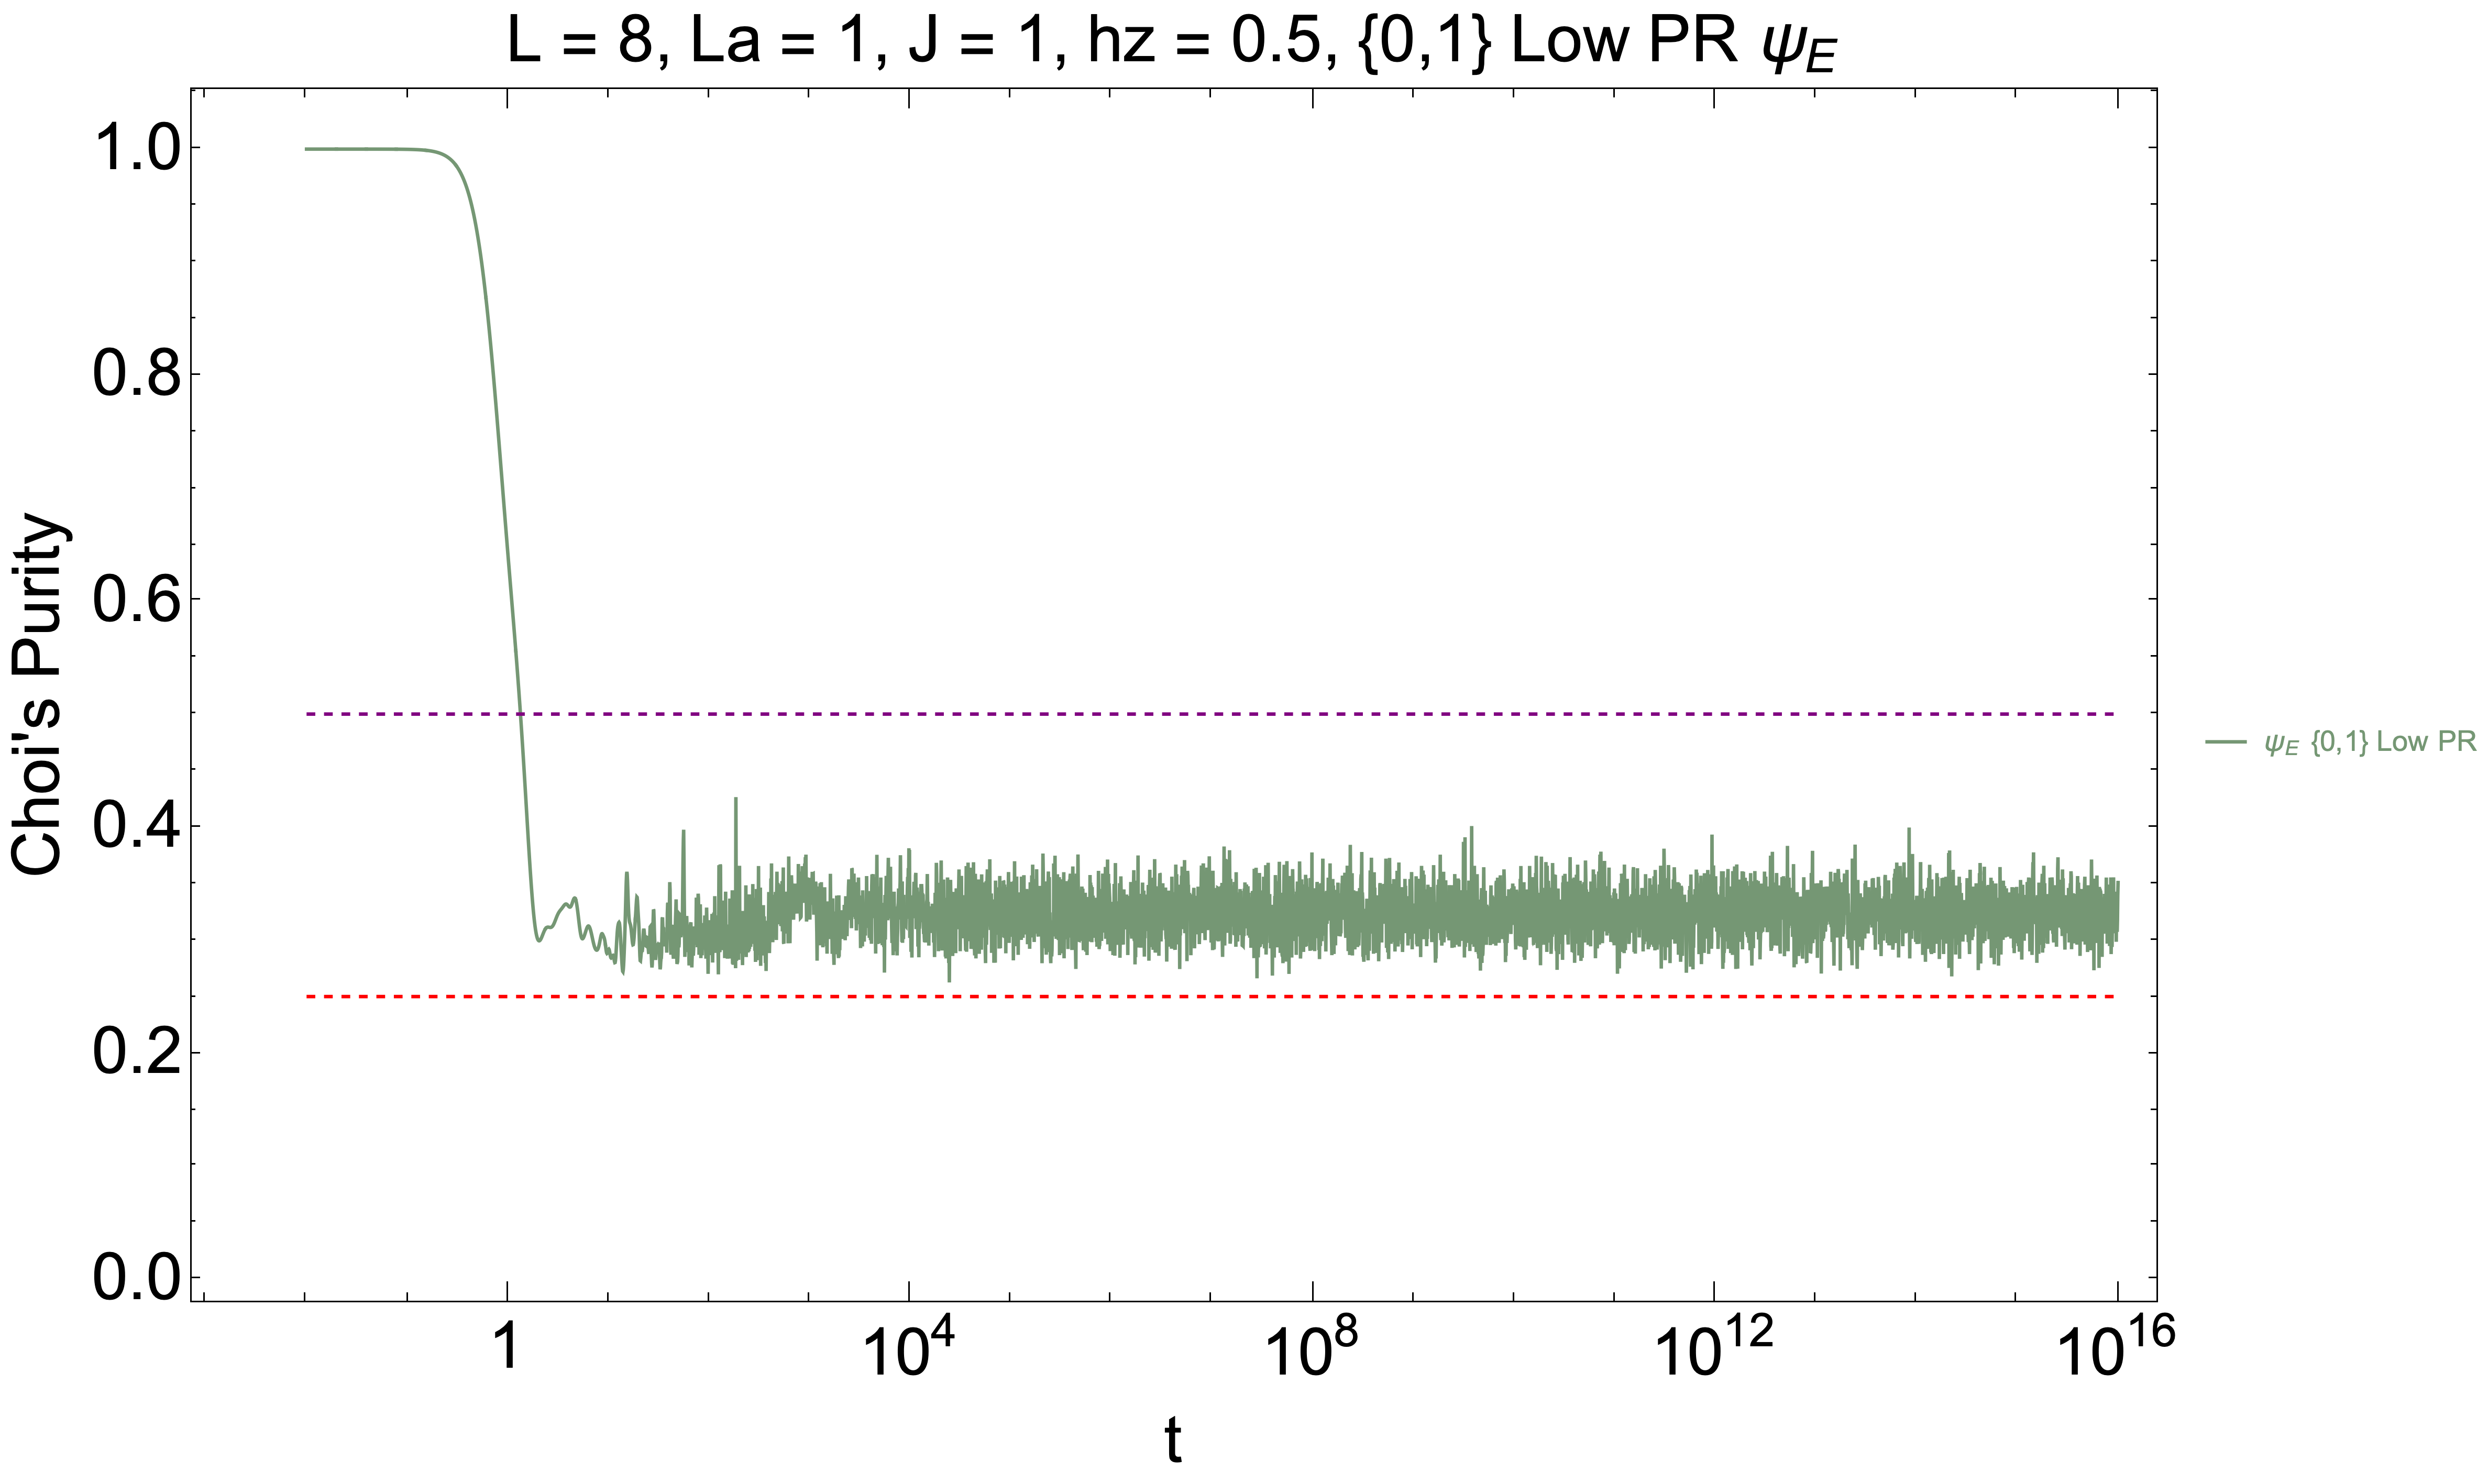 L = 8, La = 1, J = 1, hz = 0.5, {0,1} Low PR ψ_E
Choi's Purity
1.0
0.8
0.6
0.4
0.2
0.0
1
10^4
10^8
10^12
10^16
t
ψ_E {0,1} Low PR